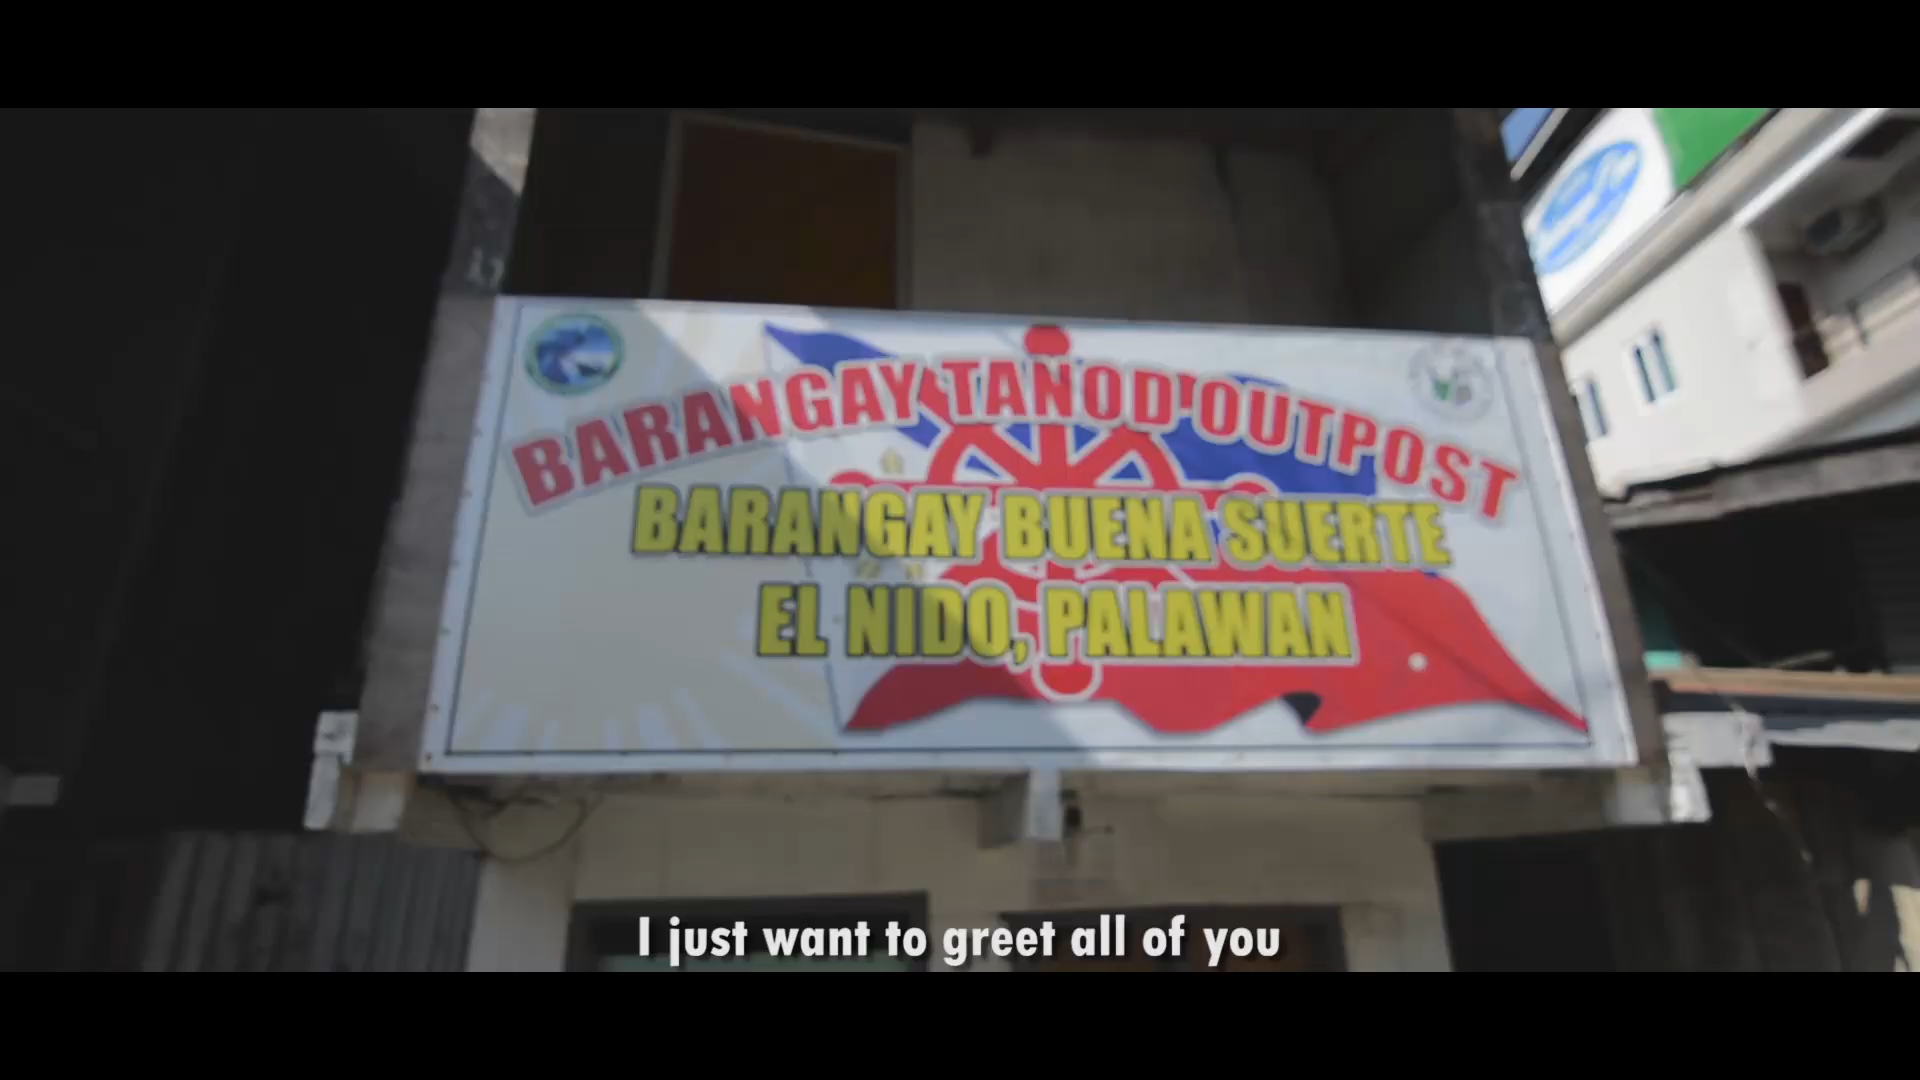 BARANGAY TANOD OUTPOST
BARANGAY BUENA SUERTE
EL NIDO, PALAWAN
I just want to greet all of you